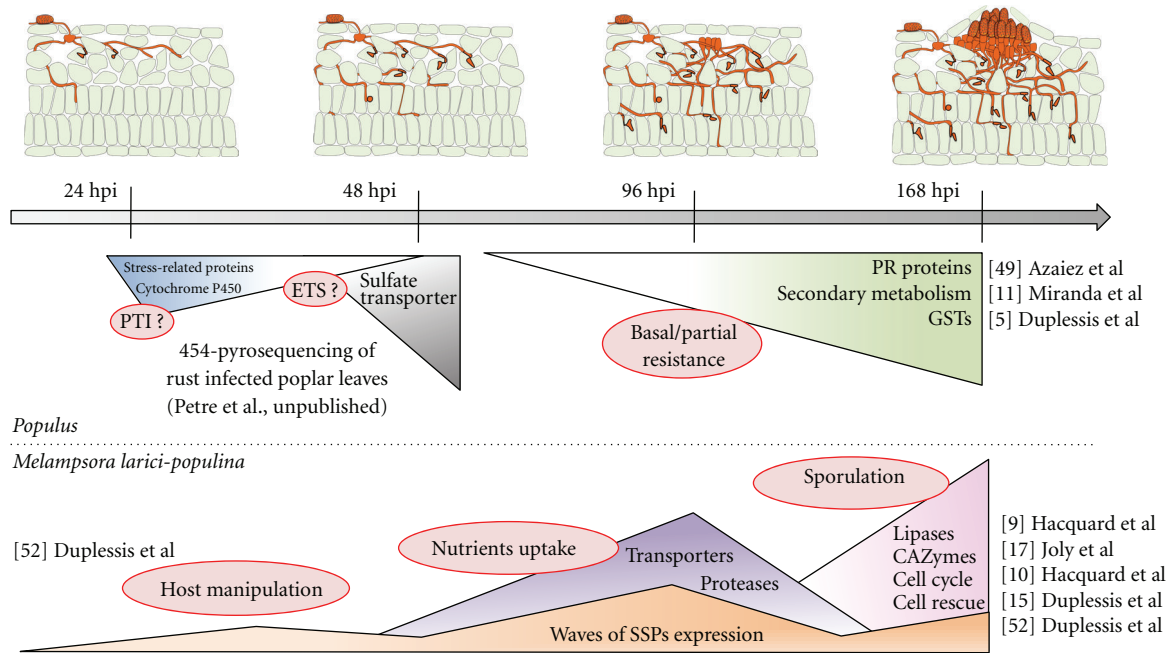 24 hpi
48 hpi
96 hpi
168 hpi
Stress-related proteins
Cytochrome P450
PTI ?
ETS ?
Sulfate
transporter
454-pyrosequencing of
rust infected poplar leaves
(Petre et al., unpublished)
Basal/partial
resistance
PR proteins
Secondary metabolism
GSTs
[49] Azaiez et al
[11] Miranda et al
[5] Duplessis et al
Populus
Melampsora larici-populina
[52] Duplessis et al
Host manipulation
Nutrients uptake
Transporters
Proteases
Sporulation
Lipases
CAZymes
Cell cycle
Cell rescue
Waves of SSPs expression
[9] Hacquard et al
[17] Joly et al
[10] Hacquard et al
[15] Duplessis et al
[52] Duplessis et al